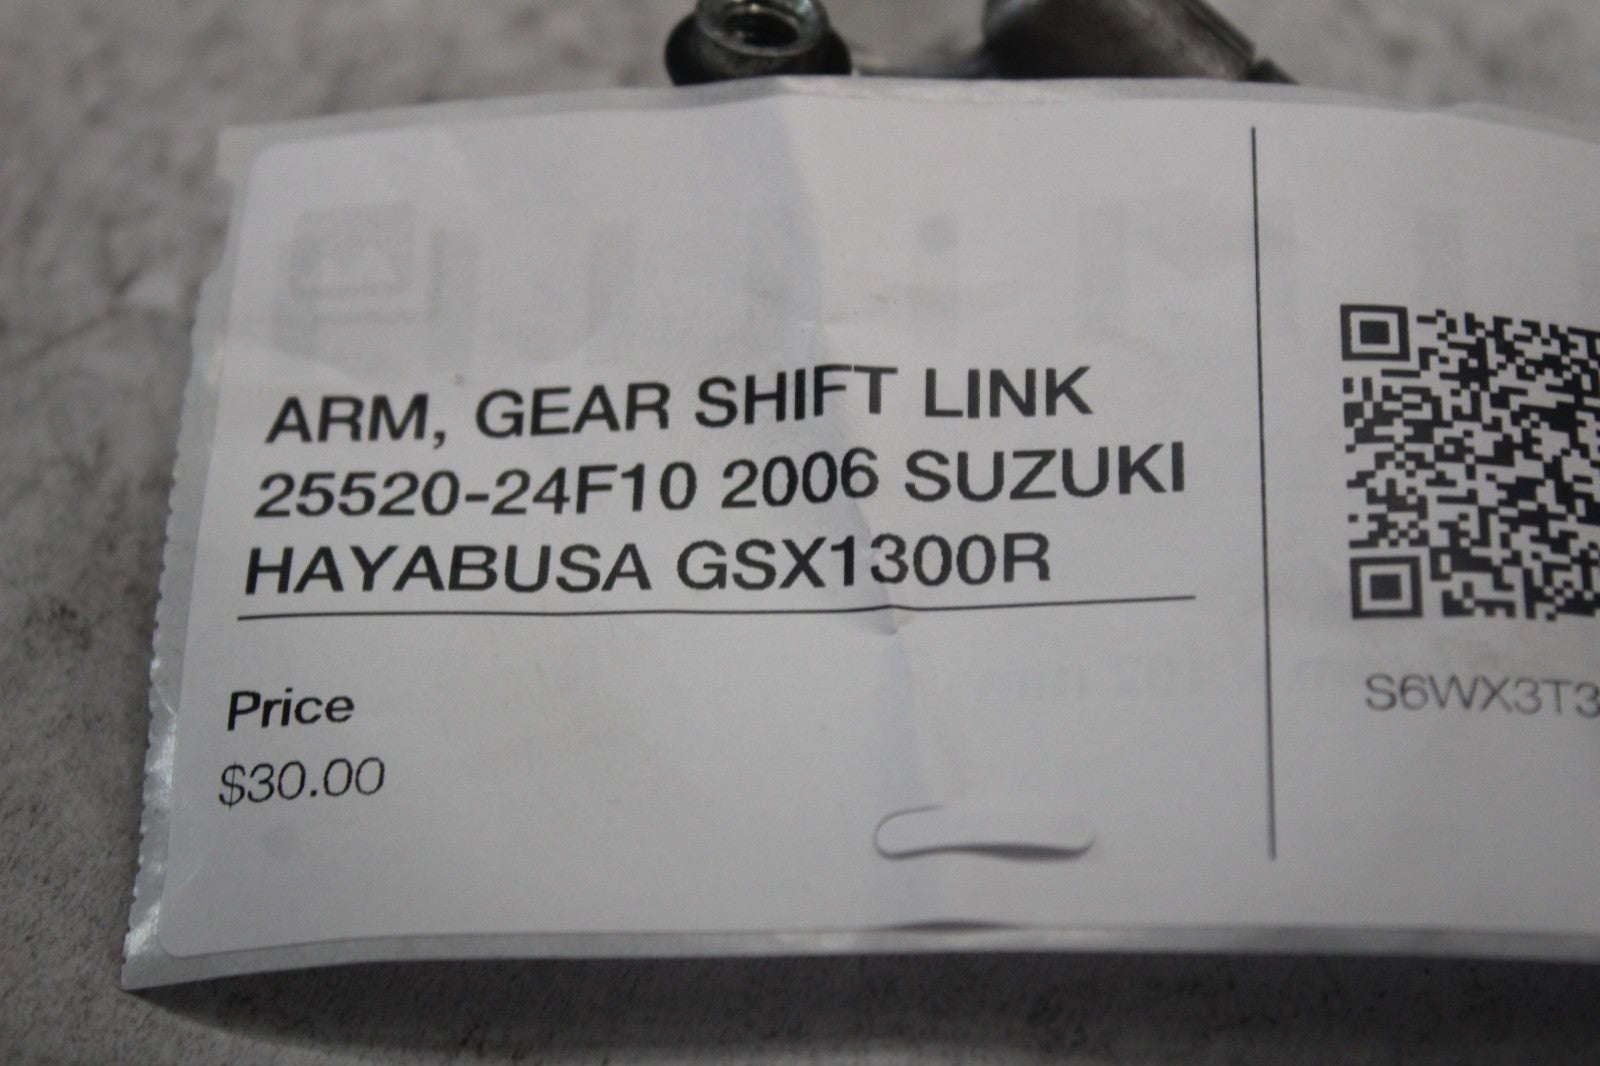 ARM, GEAR SHIFT LINK
25520-24F10 2006 SUZUKI
HAYABUSA GSX1300R
Price
$30.00
S6WX3T3